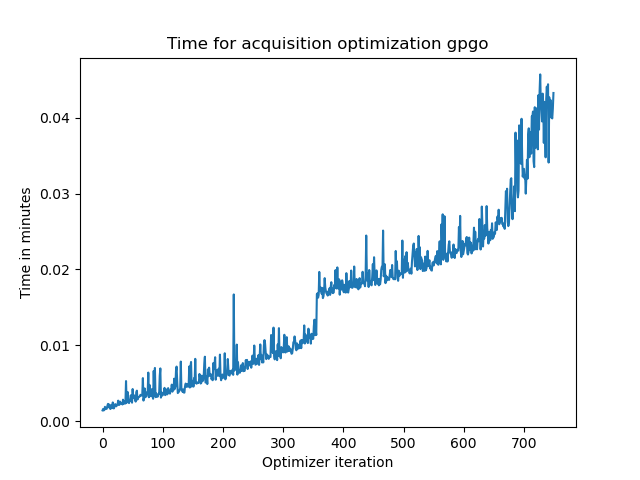 Time for acquisition optimization gpgo
0.04
0.03
0.02
0.01
0.00
Time in minutes
0 100 200 300 400 500 600 700
Optimizer iteration